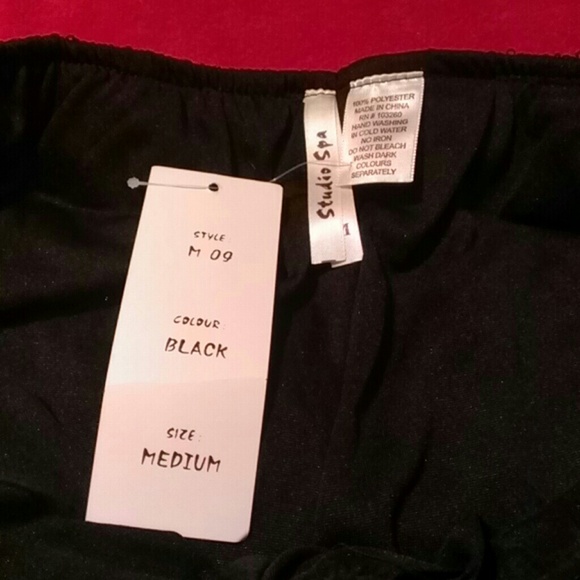 STYLE
M 09
COLOUR:
BLACK
SIZE:
MEDIUM
Studio Spa
100% POLYESTER
MADE IN CHINA
RN # 103260
HAND WASHING
IN COLD WATER
NO IRON
DO NOT BLEACH
WASH DARK
COLOURS
SEPARATELY